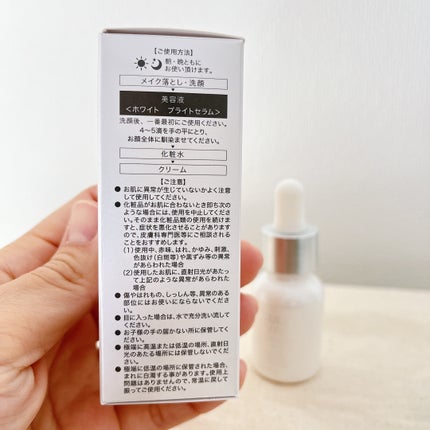 【ご使用方法】
朝・晩ともに
お使い頂けます。
メイク落とし・洗顔
美容液
＜ホワイト ブライトセラム＞
洗顔後、一番最初にご使用ください。
4〜5滴を手の平にとり、
お顔全体に馴染ませてください。
化粧水
クリーム
【ご注意】
●お肌に異常が生じていないかよく注意
して使用してください。
●化粧品がお肌に合わないとき即ち次の
ような場合には、使用を中止してくださ
い。そのまま化粧品類の使用を続けま
すと、症状を悪化させることがあります
ので、皮膚科専門医等にご相談される
ことをおすすめします。
(1)使用中、赤味、はれ、かゆみ、刺激、
色抜け(白斑等)や黒ずみ等の異常
があらわれた場合
(2)使用したお肌に、直射日光があたっ
て上記のような異常があらわれた
場合
●傷やはれもの、しっしん等、異常のある
部位にはお使いにならないでください。
●目に入った場合は、水で充分洗い流して
ください。
●お子様の手の届かない所に保管してく
ださい。
●極端に高温または低温の場所、直射日
光のあたる場所には保管しないでくだ
さい。
●極端に低温の場所に保管された場合、
まれに白濁する事があります。使用上
問題はありませんので、常温に戻して
振ってご使用ください。